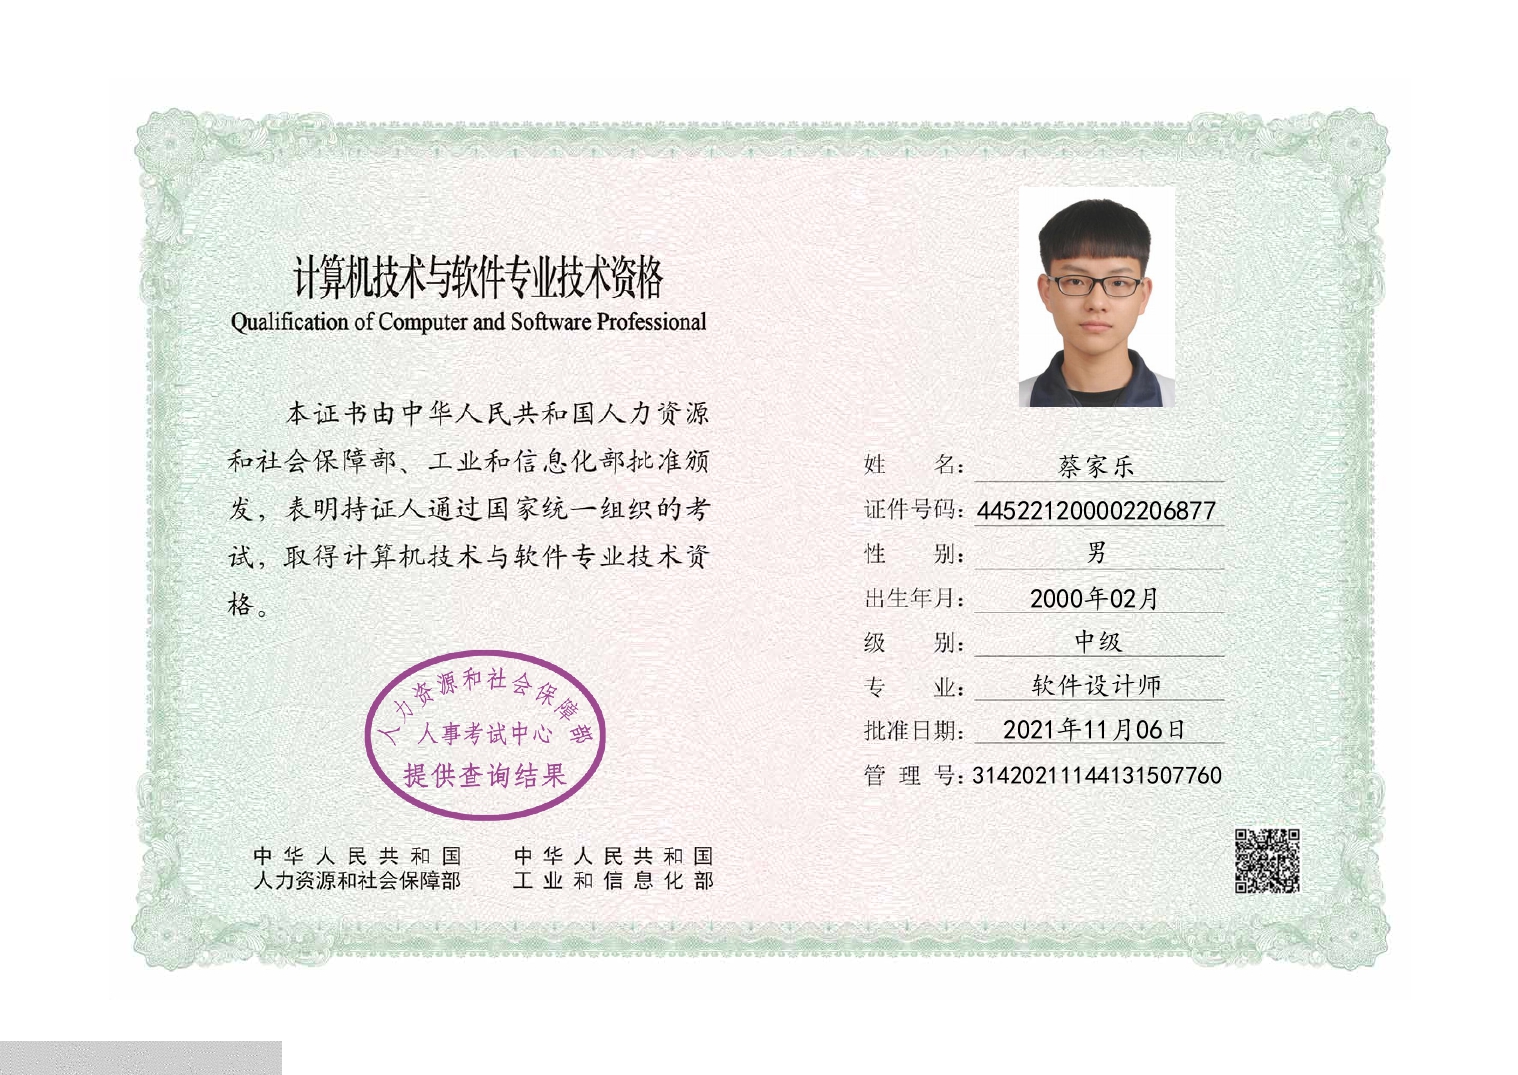 计算机技术与软件专业技术资格
Qualification of Computer and Software Professional
本证书由中华人民共和国人力资源
和社会保障部、工业和信息化部批准颁
发，表明持证人通过国家统一组织的考
试，取得计算机技术与软件专业技术资
格。
人力资源和社会保障部
人事考试中心
提供查询结果
中华人民共和国
人力资源和社会保障部
中华人民共和国
工业和信息化部
姓名：蔡家乐
证件号码：445221200002206877
性别：男
出生年月：2000年02月
级别：中级
专业：软件设计师
批准日期：2021年11月06日
管理号：31420211144131507760